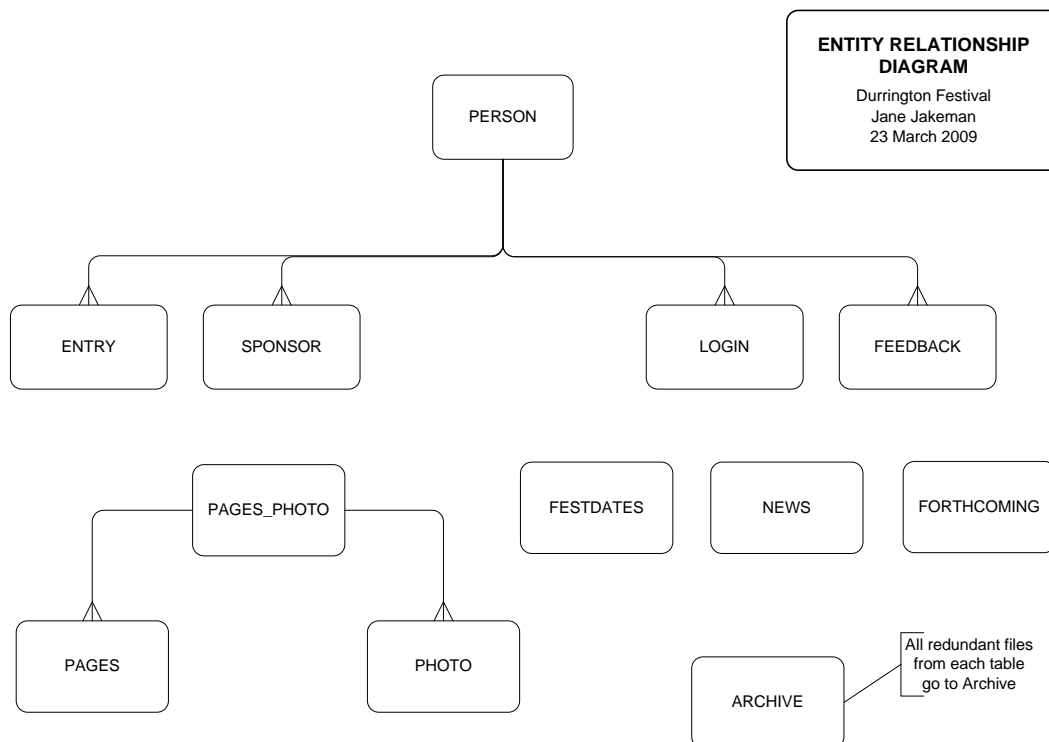 ENTITY RELATIONSHIP
DIAGRAM
Durrington Festival
Jane Jakeman
23 March 2009
PERSON
ENTRY
SPONSOR
LOGIN
FEEDBACK
PAGES_PHOTO
FESTDATES
NEWS
FORTHCOMING
PAGES
PHOTO
ARCHIVE
All redundant files
from each table
go to Archive